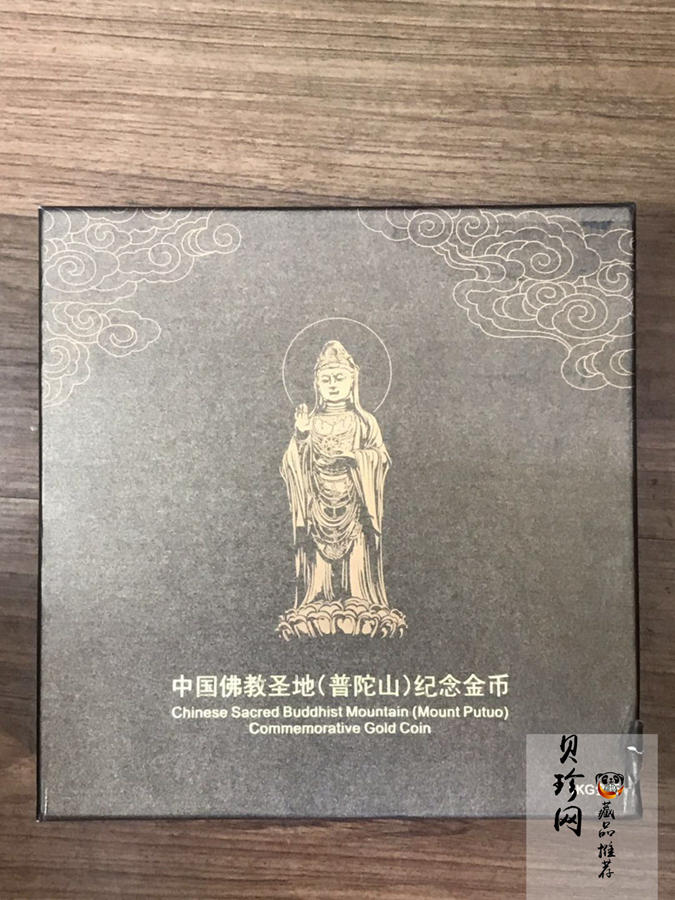 中国佛教圣地(普陀山)纪念金币
Chinese Sacred Buddhist Mountain (Mount Putuo)
Commemorative Gold Coin
贝珍网
藏品推荐